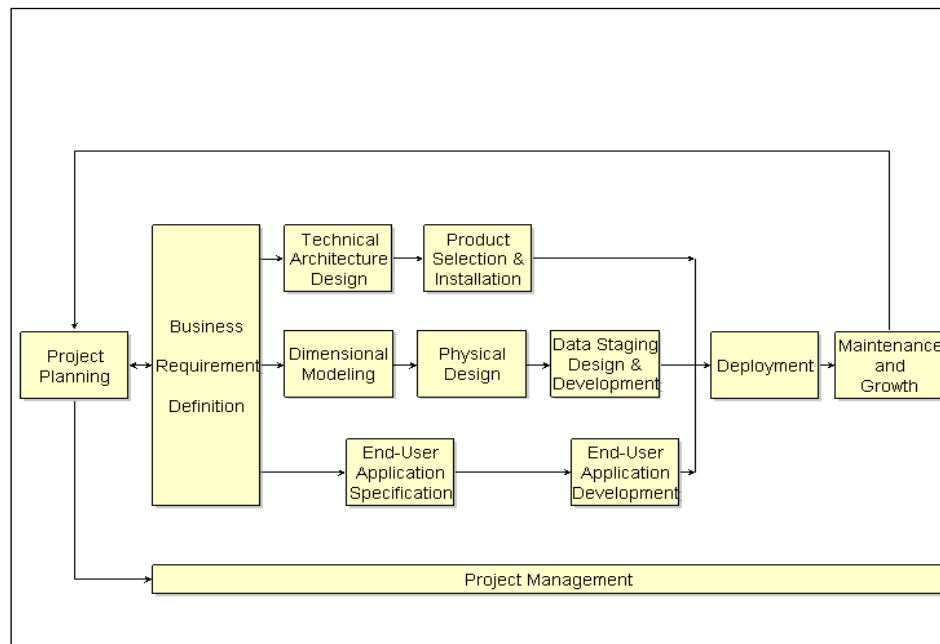 Technical
Architecture
Design
Product
Selection &
Installation
Business
Requirement
Definition
Project
Planning
Dimensional
Modeling
Physical
Design
Data Staging
Design &
Development
Deployment
Maintenance
and
Growth
End-User
Application
Specification
End-User
Application
Development
Project Management